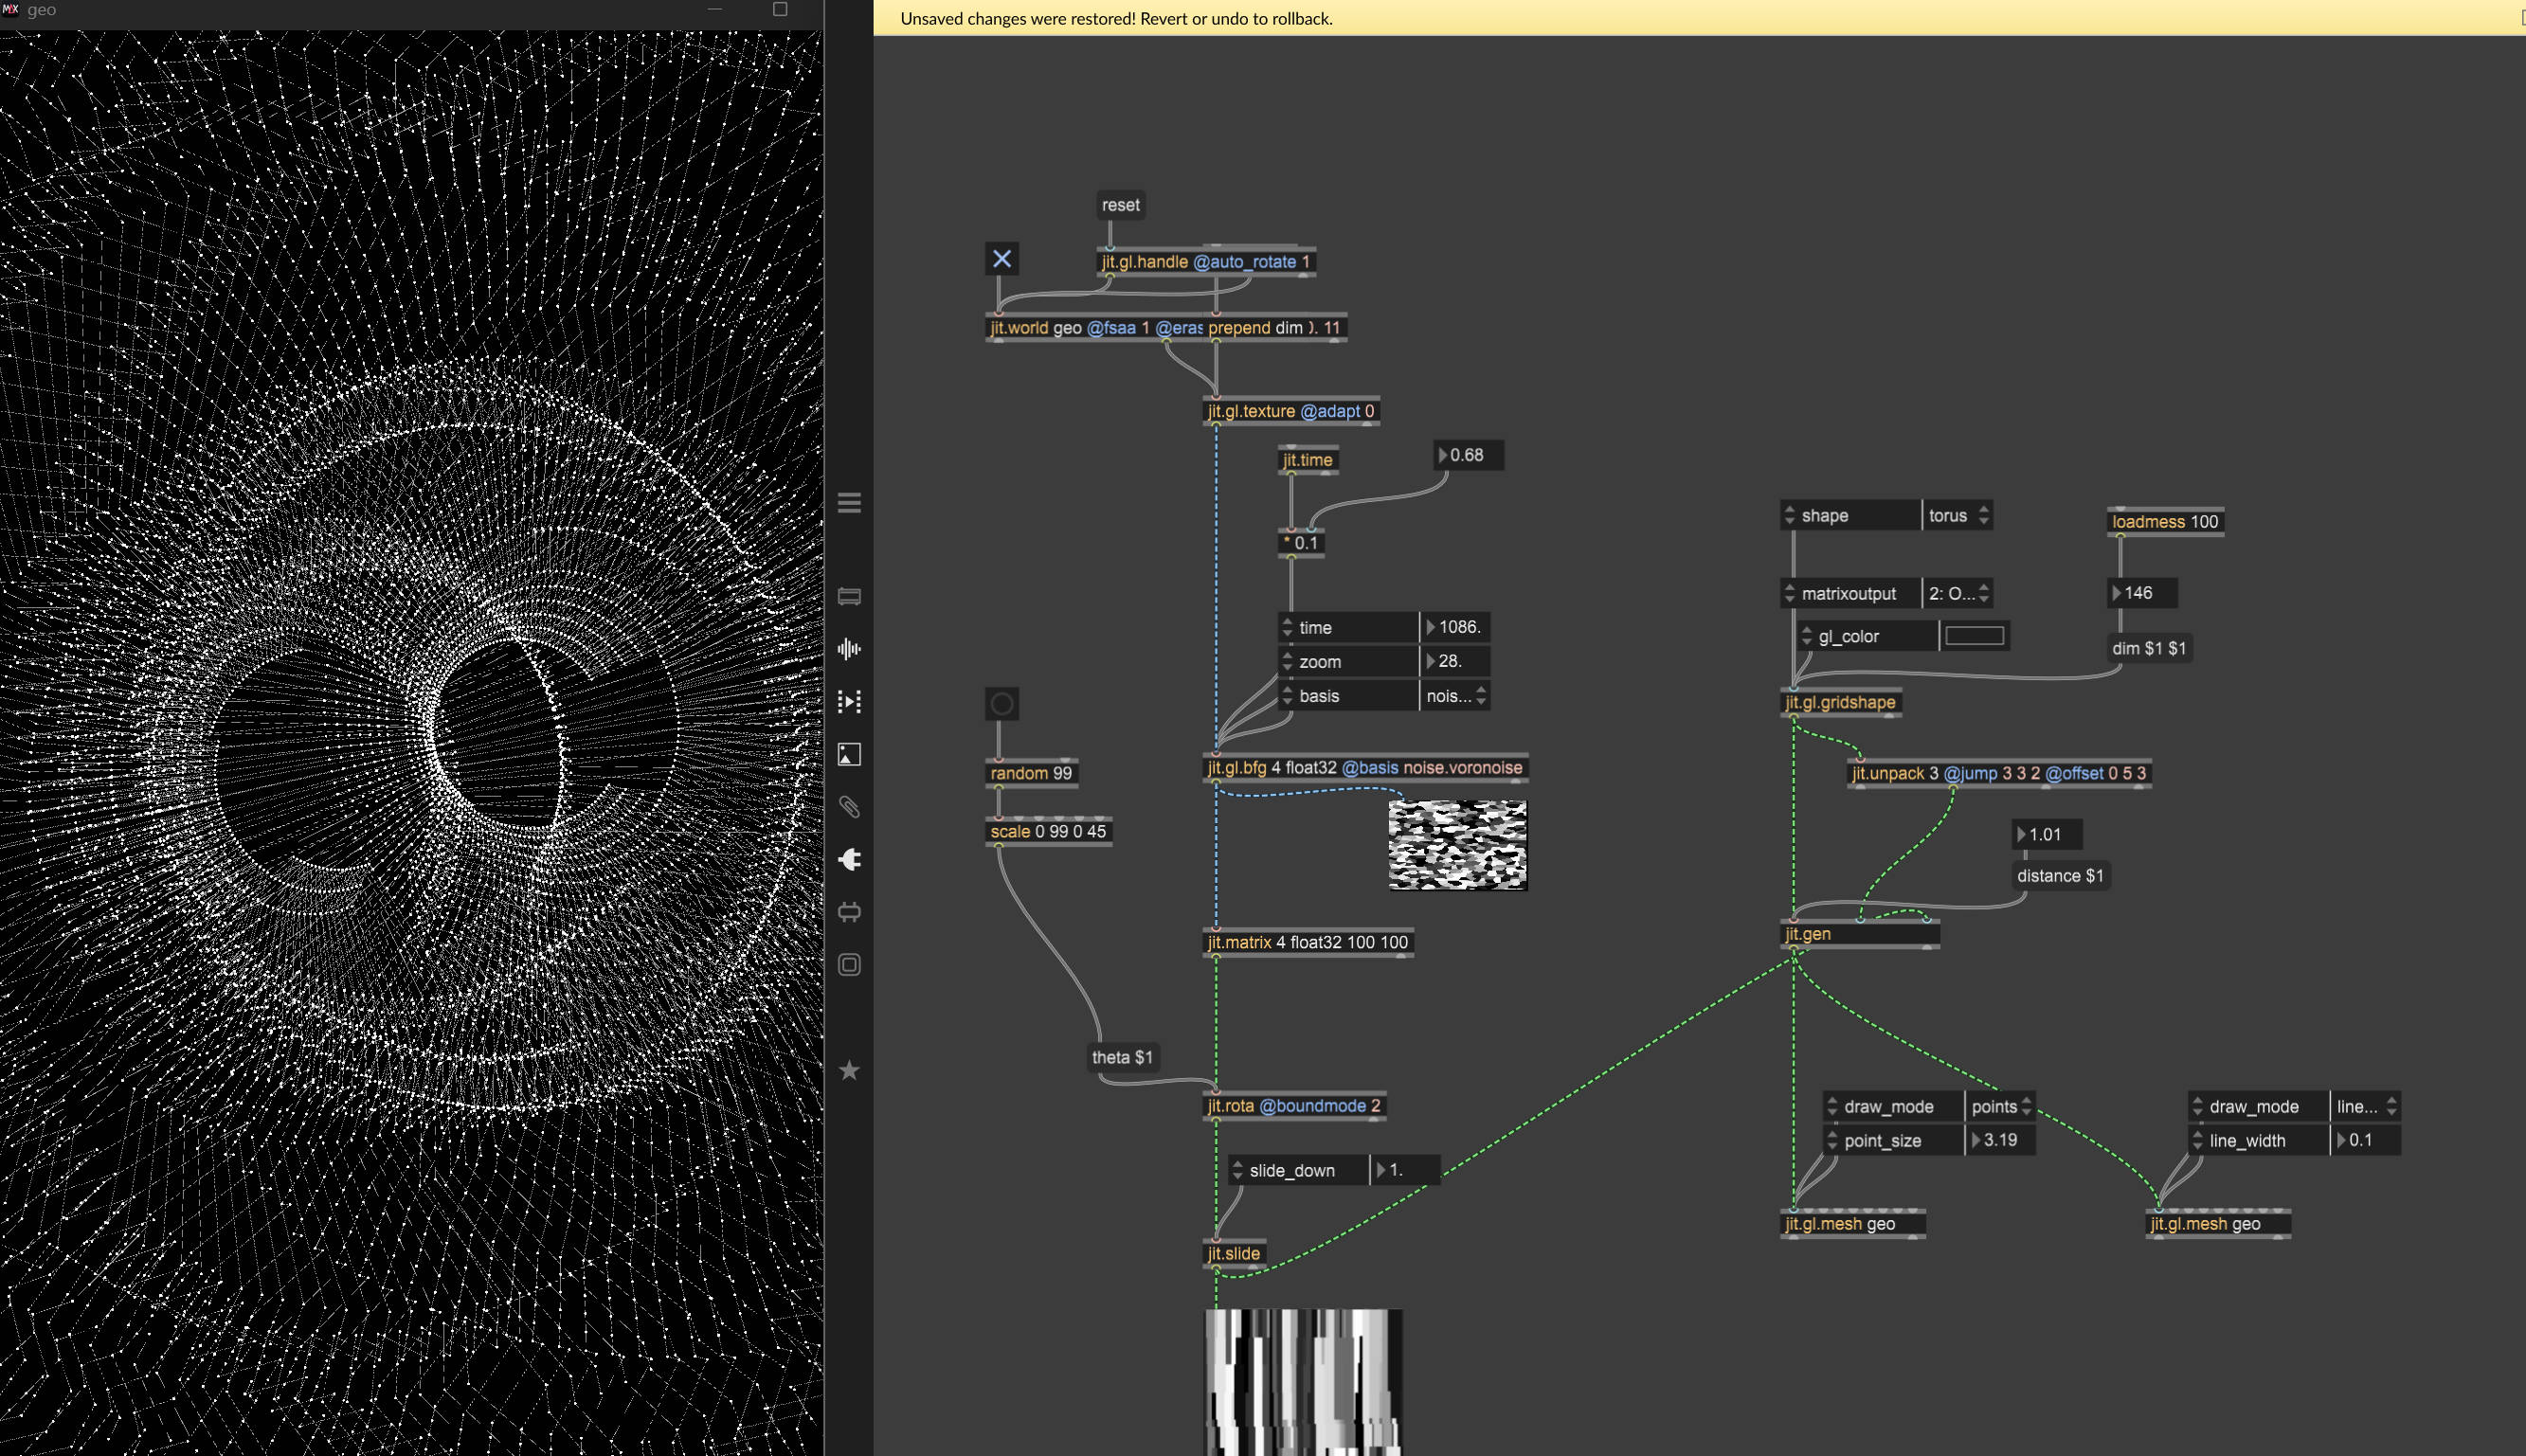 geo
Unsaved changes were restored! Revert or undo to rollback.
reset
jit.gl.handle @auto_rotate 1
jit.world geo @fsaa 1 @eras
prepend dim ). 11
jit.gl.texture @adapt 0
jit.time
0.68
* 0.1
time 1086.
zoom 28.
basis nois...
random 99
scale 0 99 0 45
jit.gl.bfg 4 float32 @basis noise.voronoise
jit.matrix 4 float32 100 100
theta $1
jit.rota @boundmode 2
slide_down 1.
jit.slide
shape torus
loadmess 100
matrixoutput 2: O...
146
gl_color
dim $1 $1
jit.gl.gridshape
jit.unpack 3 @jump 3 3 2 @offset 0 5 3
1.01
distance $1
jit.gen
draw_mode points
point_size 3.19
draw_mode line...
line_width 0.1
jit.gl.mesh geo
jit.gl.mesh geo